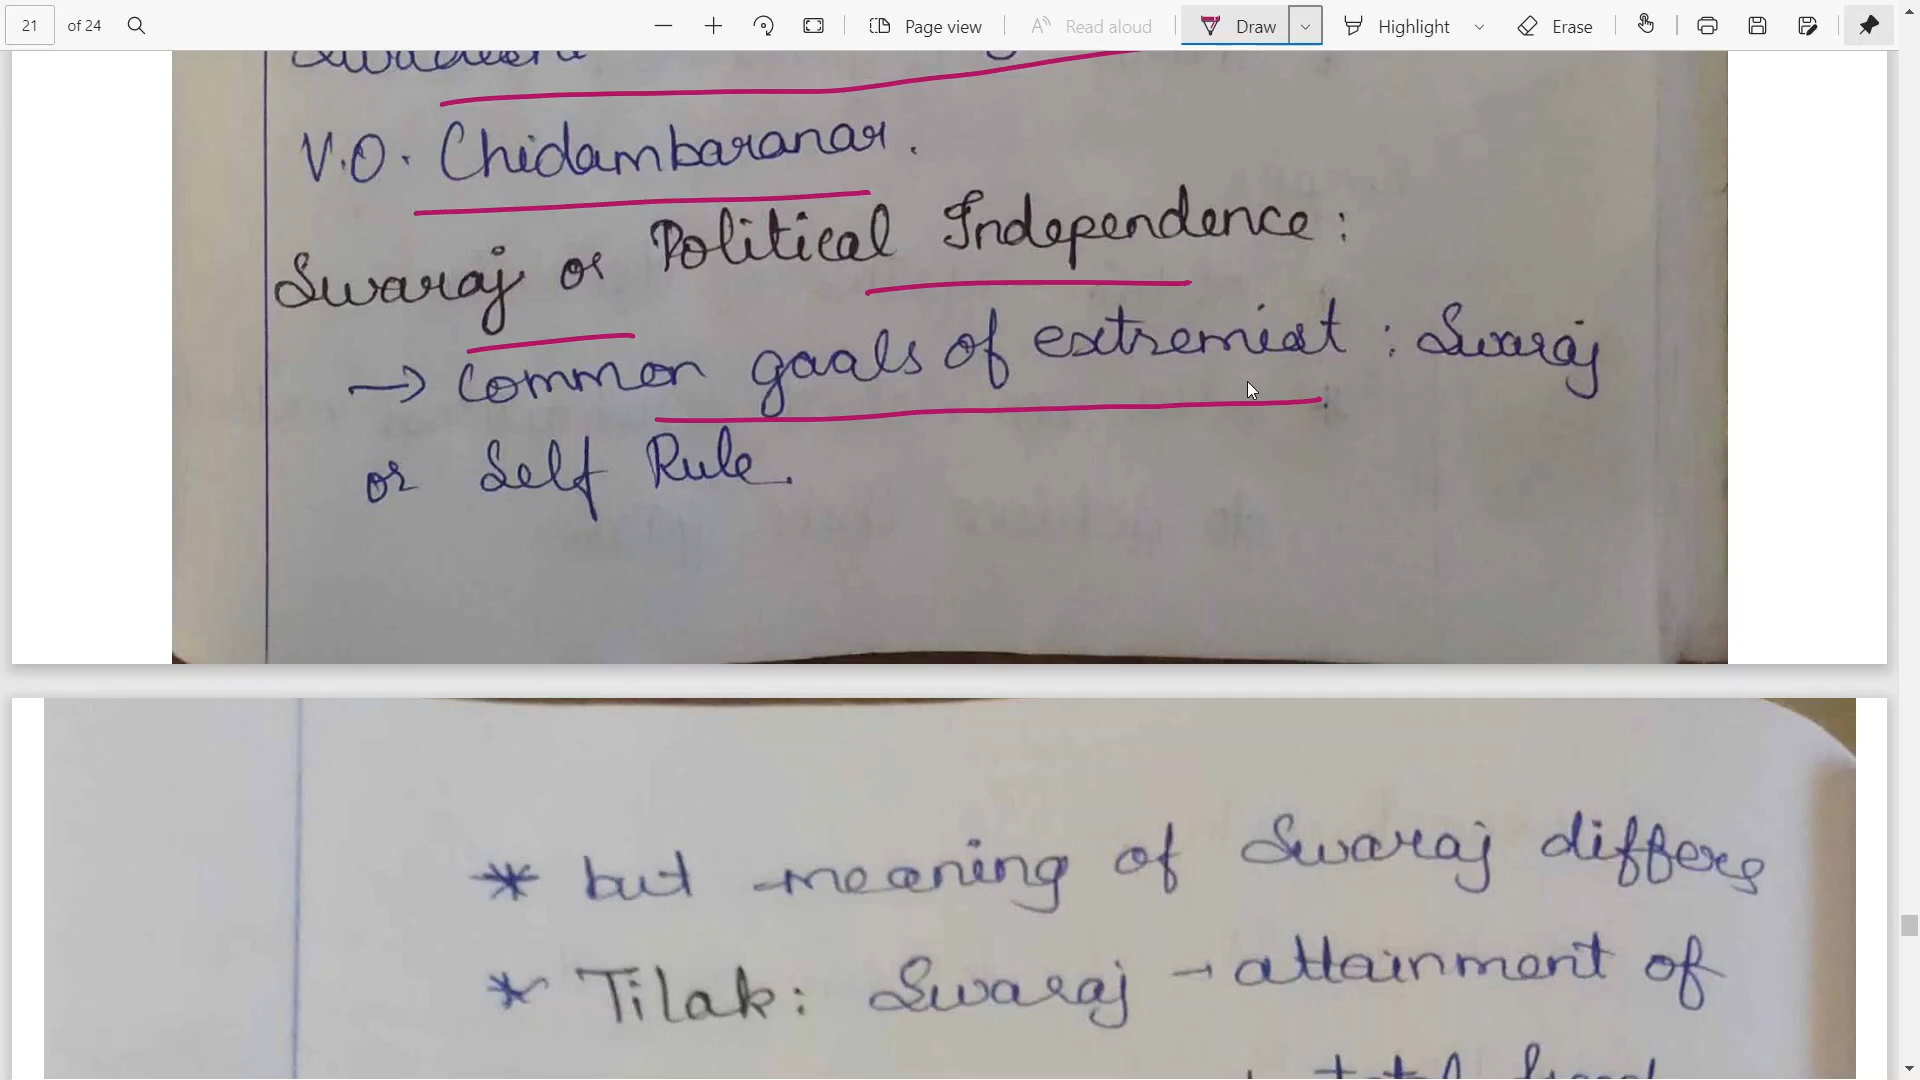 21 of 24 Page view Read aloud Draw Highlight Erase
V.O. Chidambaranar.
Swaraj or Political Independence:
→ Common goals of extremist : Swaraj
or Self Rule.
* but meaning of Swaraj differs
* Tilak: Swaraj → attainment of